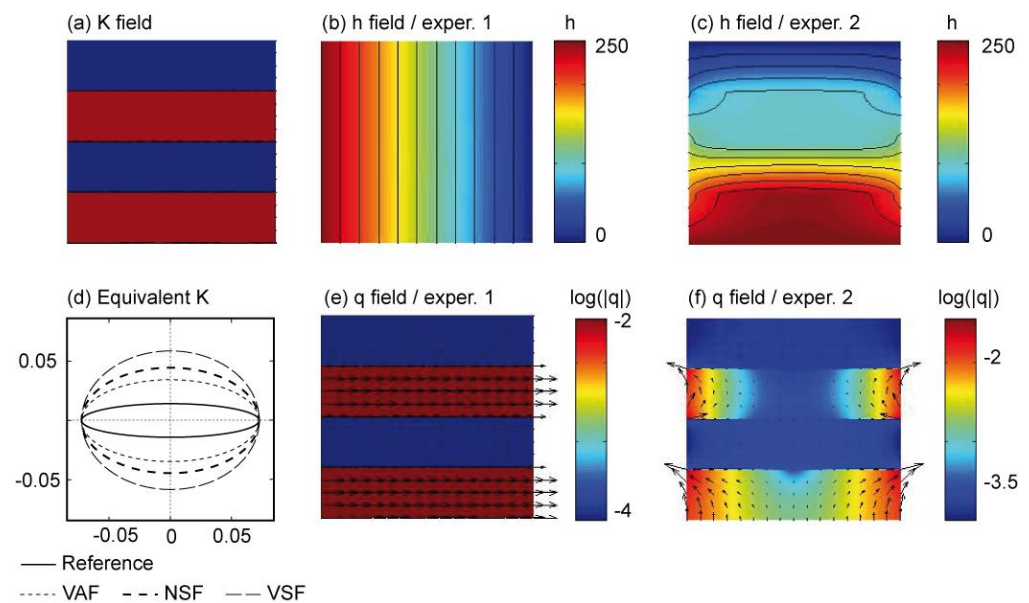 (a) K field
(b) h field / exper. 1
h
(c) h field / exper. 2
h
250
0
250
0
(d) Equivalent K
(e) q field / exper. 1
log(|q|)
(f) q field / exper. 2
log(|q|)
0.05
0
-0.05
-0.05
0
0.05
-2
-4
-2
-3.5
Reference
VAF
NSF
VSF